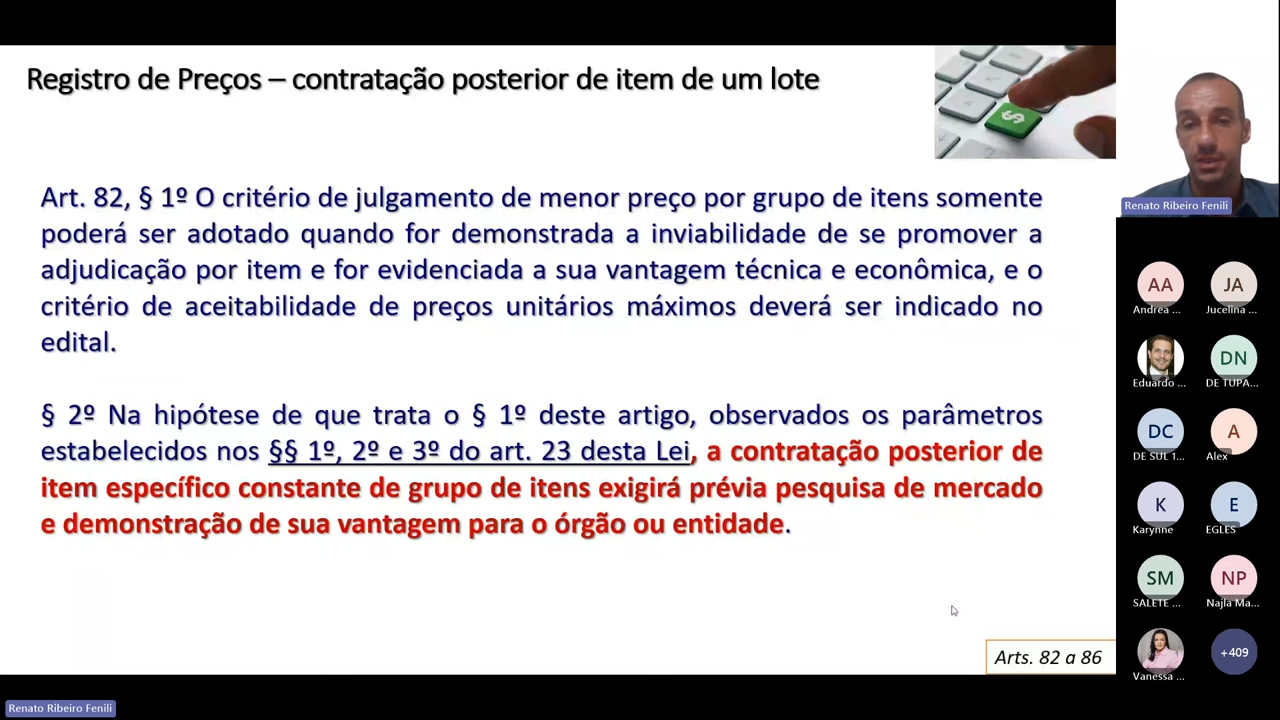 Registro de Preços – contratação posterior de item de um lote
$
Art. 82, § 1º O critério de julgamento de menor preço por grupo de itens somente
poderá ser adotado quando for demonstrada a inviabilidade de se promover a
adjudicação por item e for evidenciada a sua vantagem técnica e econômica, e o
critério de aceitabilidade de preços unitários máximos deverá ser indicado no
edital.
§ 2º Na hipótese de que trata o § 1º deste artigo, observados os parâmetros
estabelecidos nos §§ 1º, 2º e 3º do art. 23 desta Lei, a contratação posterior de
item específico constante de grupo de itens exigirá prévia pesquisa de mercado
e demonstração de sua vantagem para o órgão ou entidade.
Arts. 82 a 86
Renato Ribeiro Fenili
AA JA
Andrea ... Jucelina ...
DN
Eduardo ... DE TUPA...
DC A
DE SUL 1... Alex
K E
Karynne EGLES
SM NP
SALETE ... Najla Ma...
+409
Vanessa ...
Renato Ribeiro Fenili